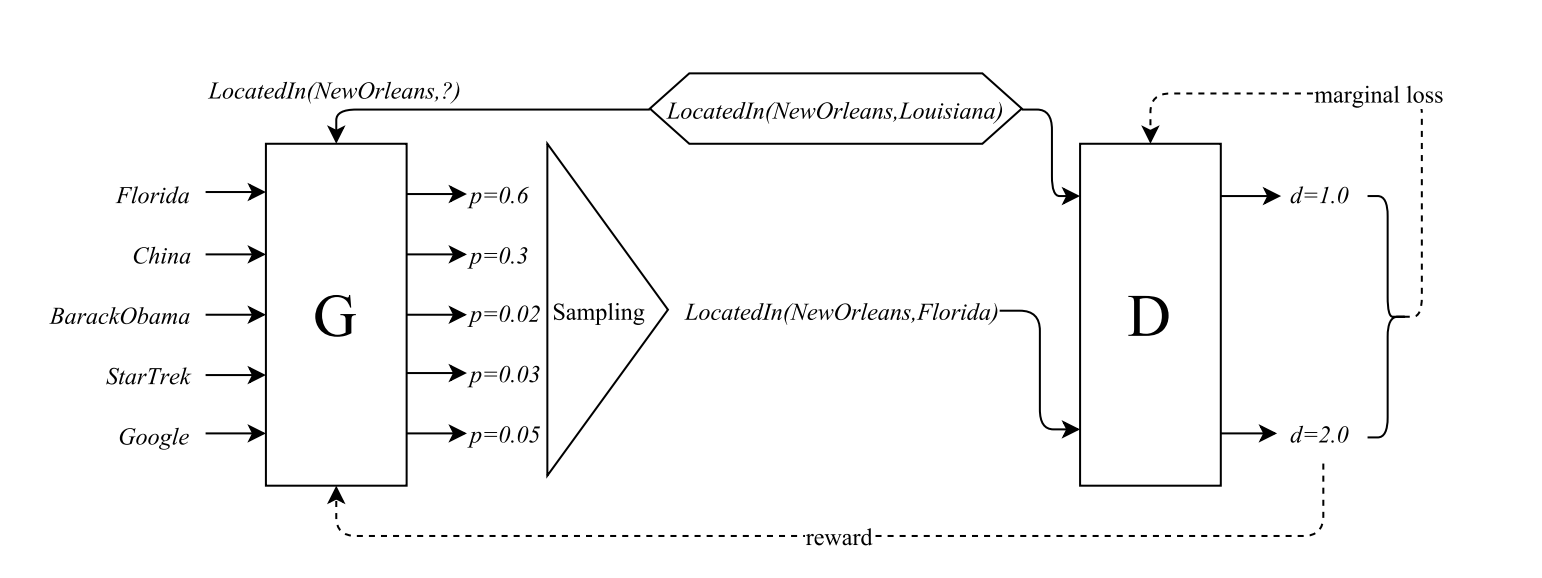 LocatedIn(NewOrleans,?)
LocatedIn(NewOrleans,Louisiana)
marginal loss
Florida
p=0.6
d=1.0
China
p=0.3
BarackObama
G
p=0.02
Sampling
LocatedIn(NewOrleans,Florida)
D
StarTrek
p=0.03
Google
p=0.05
d=2.0
reward